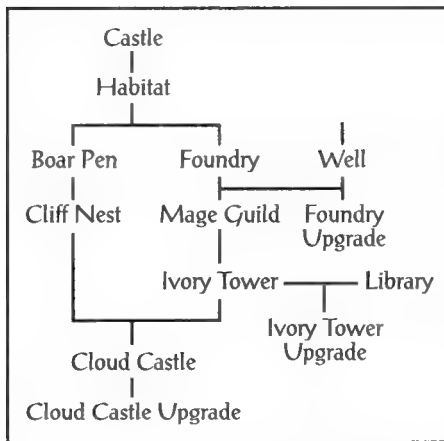 Castle
Habitat
Boar Pen Foundry Well
Cliff Nest Mage Guild Foundry
Upgrade
Ivory Tower Library
Ivory Tower
Upgrade
Cloud Castle
Cloud Castle Upgrade